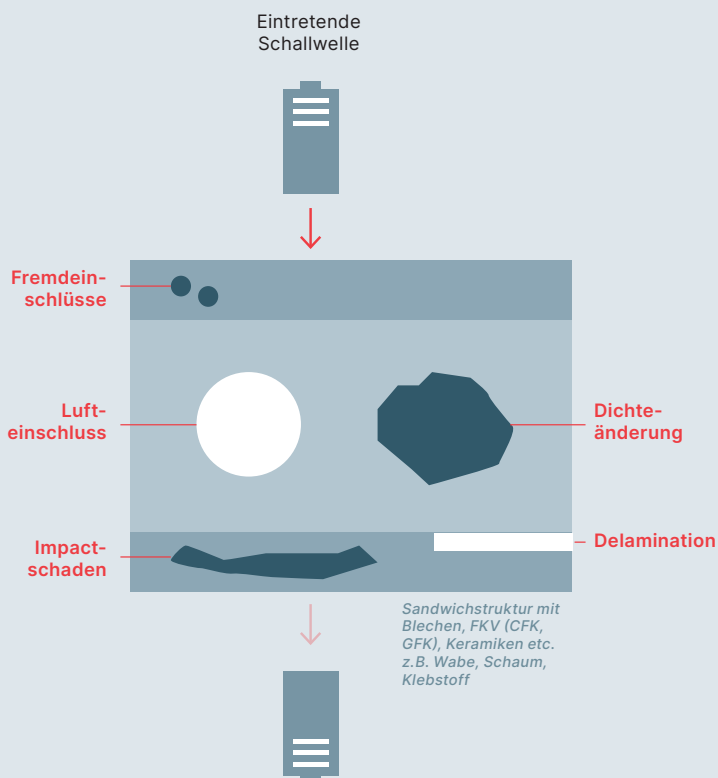 Eintretende
Schallwelle
Fremdein-
schlüsse
Luft-
einschluss
Dichte-
änderung
Impact-
schaden
Delamination
Sandwichstruktur mit
Blechen, FKV (CFK,
GFK), Keramiken etc.
z.B. Wabe, Schaum,
Klebstoff